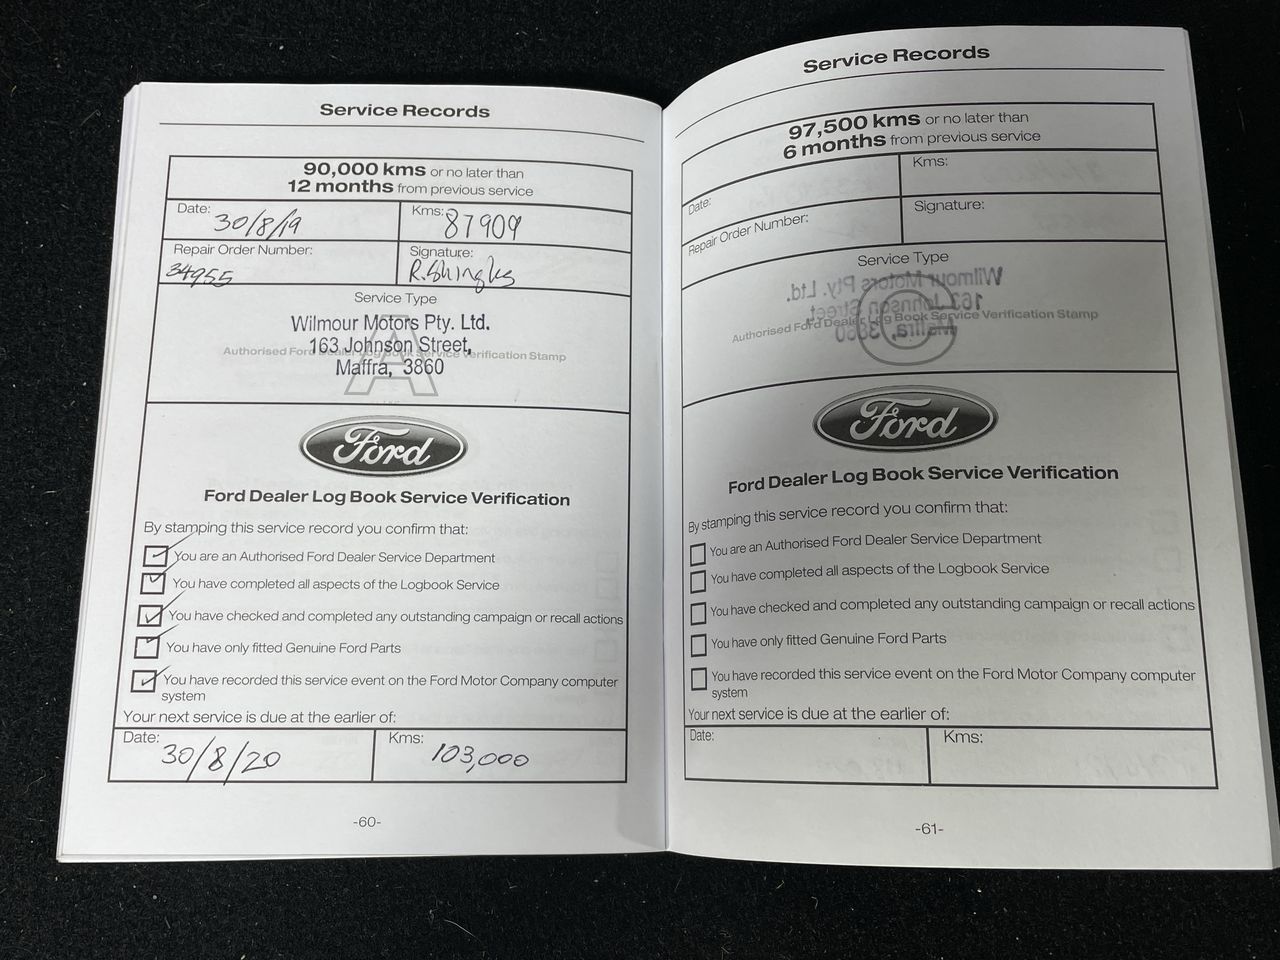 Service Records
90,000 kms or no later than
12 months from previous service
Date: 30/8/19
Kms: 87909
Repair Order Number:
34955
Signature:
R.Shingles
Service Type
A
Wilmour Motors Pty. Ltd.
163 Johnson Street,
Authorised Ford Dealer Log Book Service Verification Stamp
Maffra, 3860
Ford
Ford Dealer Log Book Service Verification
By stamping this service record you confirm that:
You are an Authorised Ford Dealer Service Department
You have completed all aspects of the Logbook Service
You have checked and completed any outstanding campaign or recall actions
You have only fitted Genuine Ford Parts
You have recorded this service event on the Ford Motor Company computer
system
Your next service is due at the earlier of:
Date: 30/8/20
Kms: 103,000
-60-
Service Records
97,500 kms or no later than
6 months from previous service
Date:
Kms:
Repair Order Number:
Signature:
Service Type
Authorised Ford Dealer Log Book Service Verification Stamp
Ford
Ford Dealer Log Book Service Verification
By stamping this service record you confirm that:
You are an Authorised Ford Dealer Service Department
You have completed all aspects of the Logbook Service
You have checked and completed any outstanding campaign or recall actions
You have only fitted Genuine Ford Parts
You have recorded this service event on the Ford Motor Company computer
system
Your next service is due at the earlier of:
Date:
Kms:
-61-